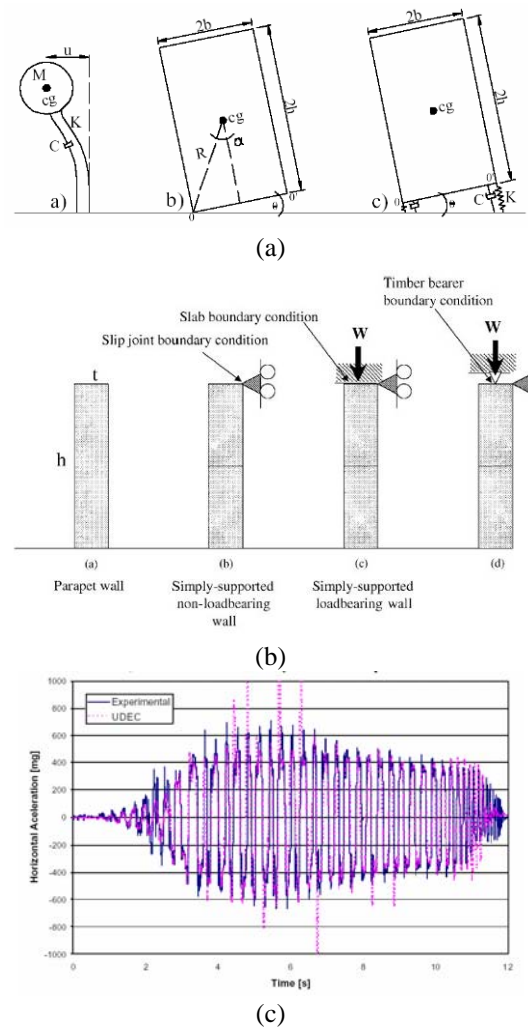 2b
2b
u
M
cg
K
C
R
cg
α
2h
0
0'
θ
cg
2h
0
0'
C
K
θ
a)
b)
c)
(a)
Timber bearer
boundary condition
Slab boundary condition
Slip joint boundary condition
W
W
t
h
(a)
(b)
(c)
(d)
Parapet wall
Simply-supported
non-loadbearing
wall
Simply-supported
loadbearing wall
(b)
Experimental
UDEC
Horizontal Aceleration [mg]
1000
800
600
400
200
0
-200
-400
-600
-800
-1000
0
2
4
6
8
10
12
Time [s]
(c)